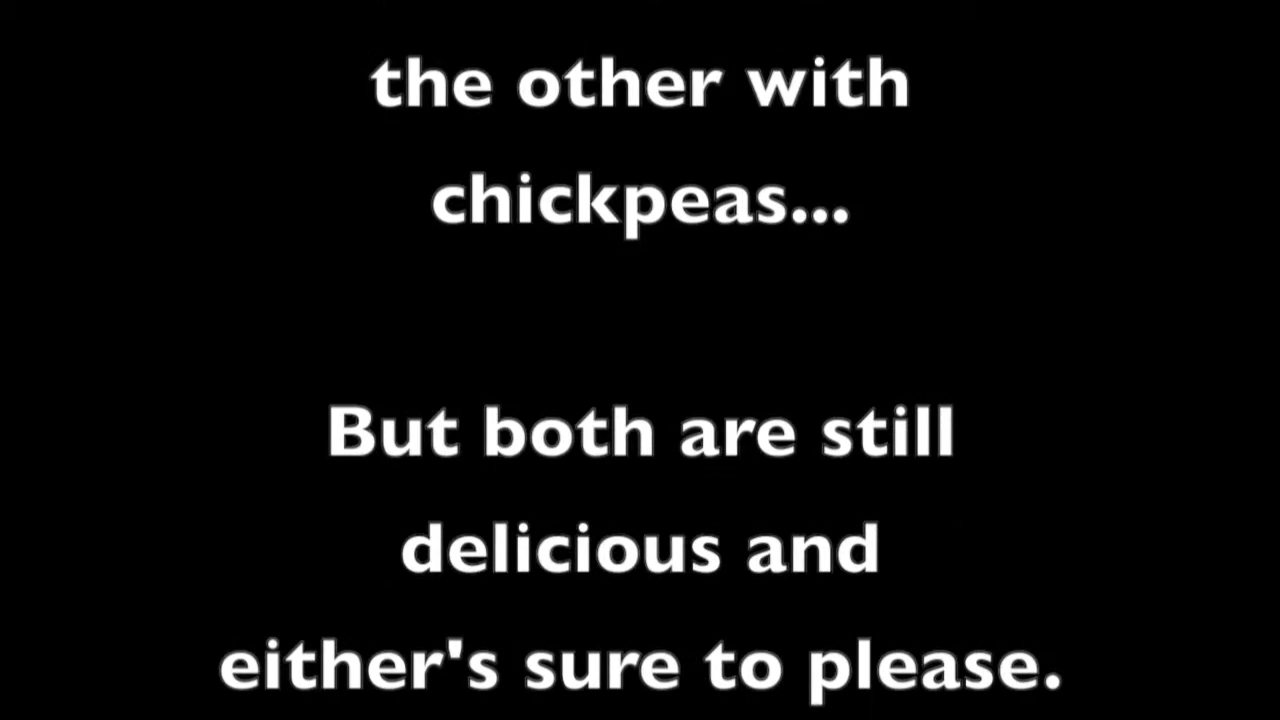 the other with
chickpeas...
But both are still
delicious and
either's sure to please.